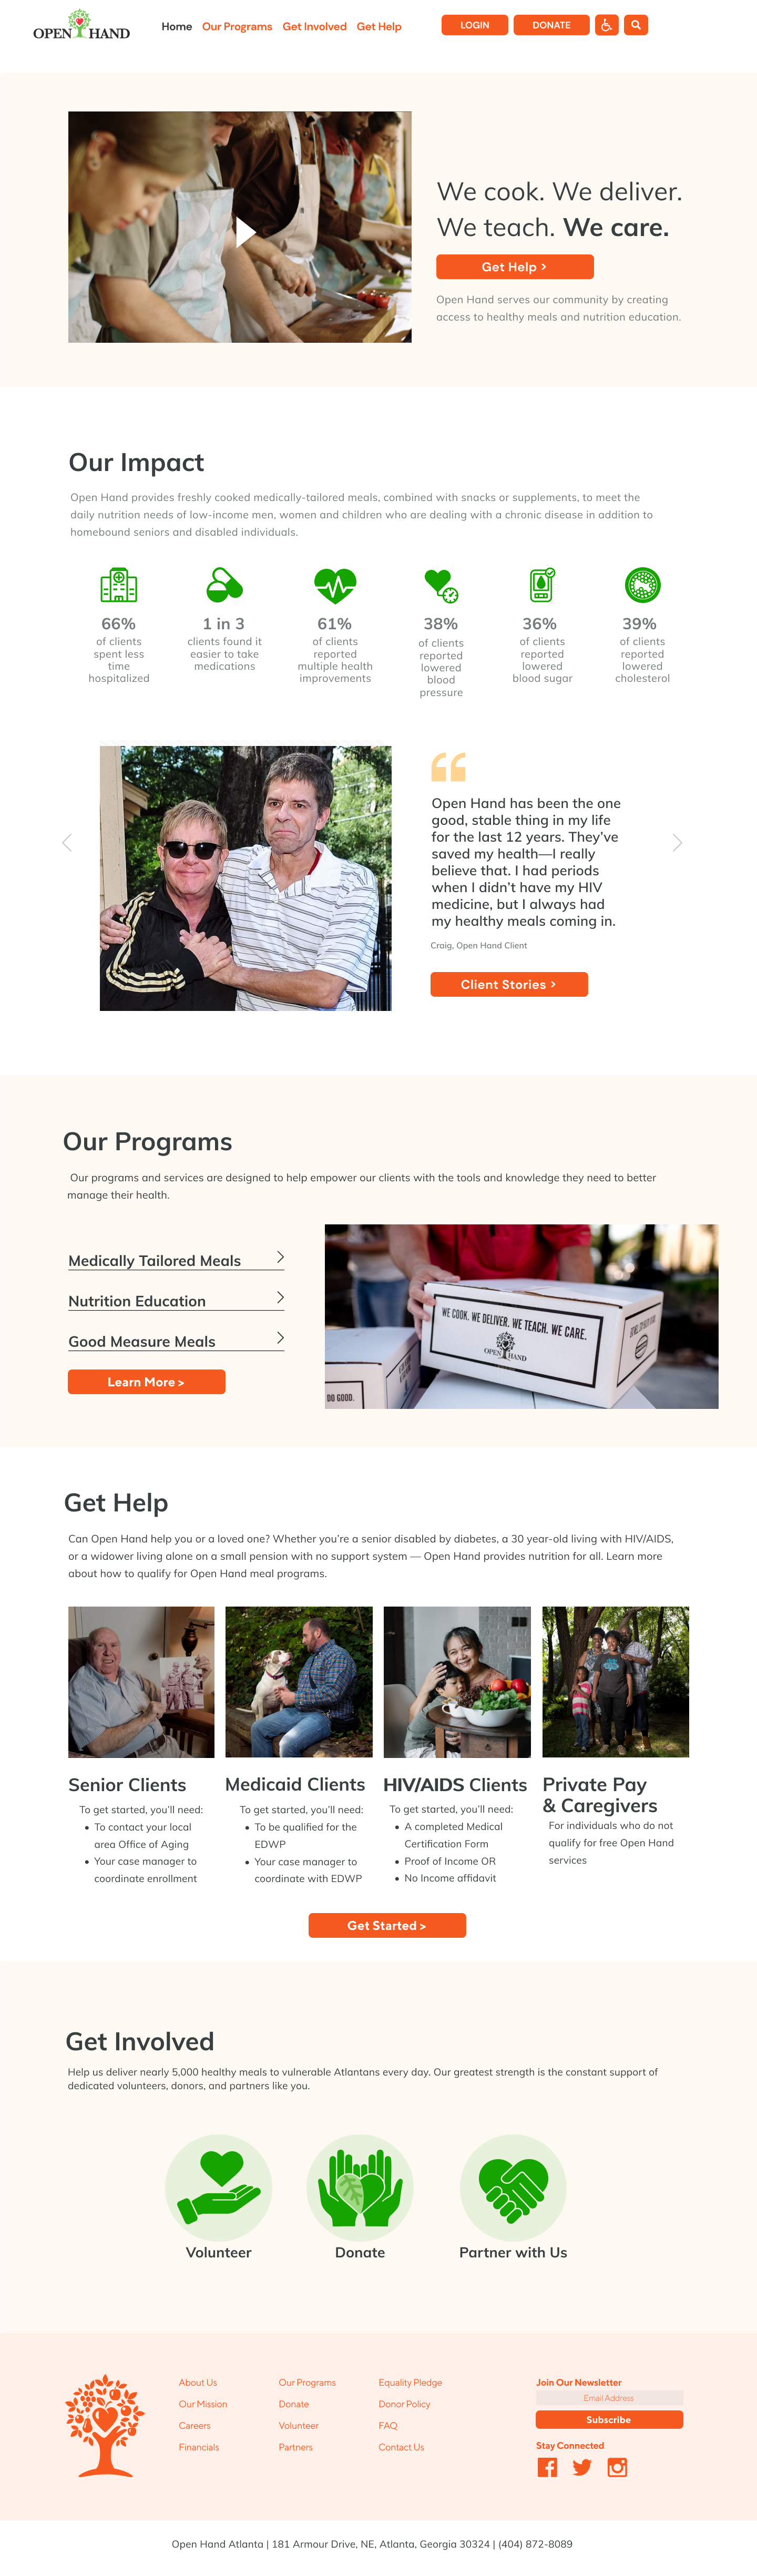 OPEN HAND
Home Our Programs Get Involved Get Help
LOGIN DONATE
We cook. We deliver.
We teach. We care.
Get Help >
Open Hand serves our community by creating
access to healthy meals and nutrition education.
Our Impact
Open Hand provides freshly cooked medically-tailored meals, combined with snacks or supplements, to meet the
daily nutrition needs of low-income men, women and children who are dealing with a chronic disease in addition to
homebound seniors and disabled individuals.
66%
of clients
spent less
time
hospitalized
1 in 3
clients found it
easier to take
medications
61%
of clients
reported
multiple health
improvements
38%
of clients
reported
lowered
blood
pressure
36%
of clients
reported
lowered
blood sugar
39%
of clients
reported
lowered
cholesterol
Open Hand has been the one
good, stable thing in my life
for the last 12 years. They've
saved my health—I really
believe that. I had periods
when I didn't have my HIV
medicine, but I always had
my healthy meals coming in.
Craig, Open Hand Client
Client Stories >
Our Programs
Our programs and services are designed to help empower our clients with the tools and knowledge they need to better
manage their health.
Medically Tailored Meals
Nutrition Education
Good Measure Meals
Learn More >
WE COOK. WE DELIVER. WE TEACH. WE CARE.
OPEN HAND
DO GOOD.
Get Help
Can Open Hand help you or a loved one? Whether you're a senior disabled by diabetes, a 30 year-old living with HIV/AIDS,
or a widower living alone on a small pension with no support system — Open Hand provides nutrition for all. Learn more
about how to qualify for Open Hand meal programs.
Senior Clients
To get started, you'll need:
• To contact your local
area Office of Aging
• Your case manager to
coordinate enrollment
Medicaid Clients
To get started, you'll need:
• To be qualified for the
EDWP
• Your case manager to
coordinate with EDWP
HIV/AIDS Clients
To get started, you'll need:
• A completed Medical
Certification Form
• Proof of Income OR
• No Income affidavit
Private Pay
& Caregivers
For individuals who do not
qualify for free Open Hand
services
Get Started >
Get Involved
Help us deliver nearly 5,000 healthy meals to vulnerable Atlantans every day. Our greatest strength is the constant support of
dedicated volunteers, donors, and partners like you.
Volunteer
Donate
Partner with Us
About Us
Our Mission
Careers
Financials
Our Programs
Donate
Volunteer
Partners
Equality Pledge
Donor Policy
FAQ
Contact Us
Join Our Newsletter
Email Address
Subscribe
Stay Connected
Open Hand Atlanta | 181 Armour Drive, NE, Atlanta, Georgia 30324 | (404) 872-8089